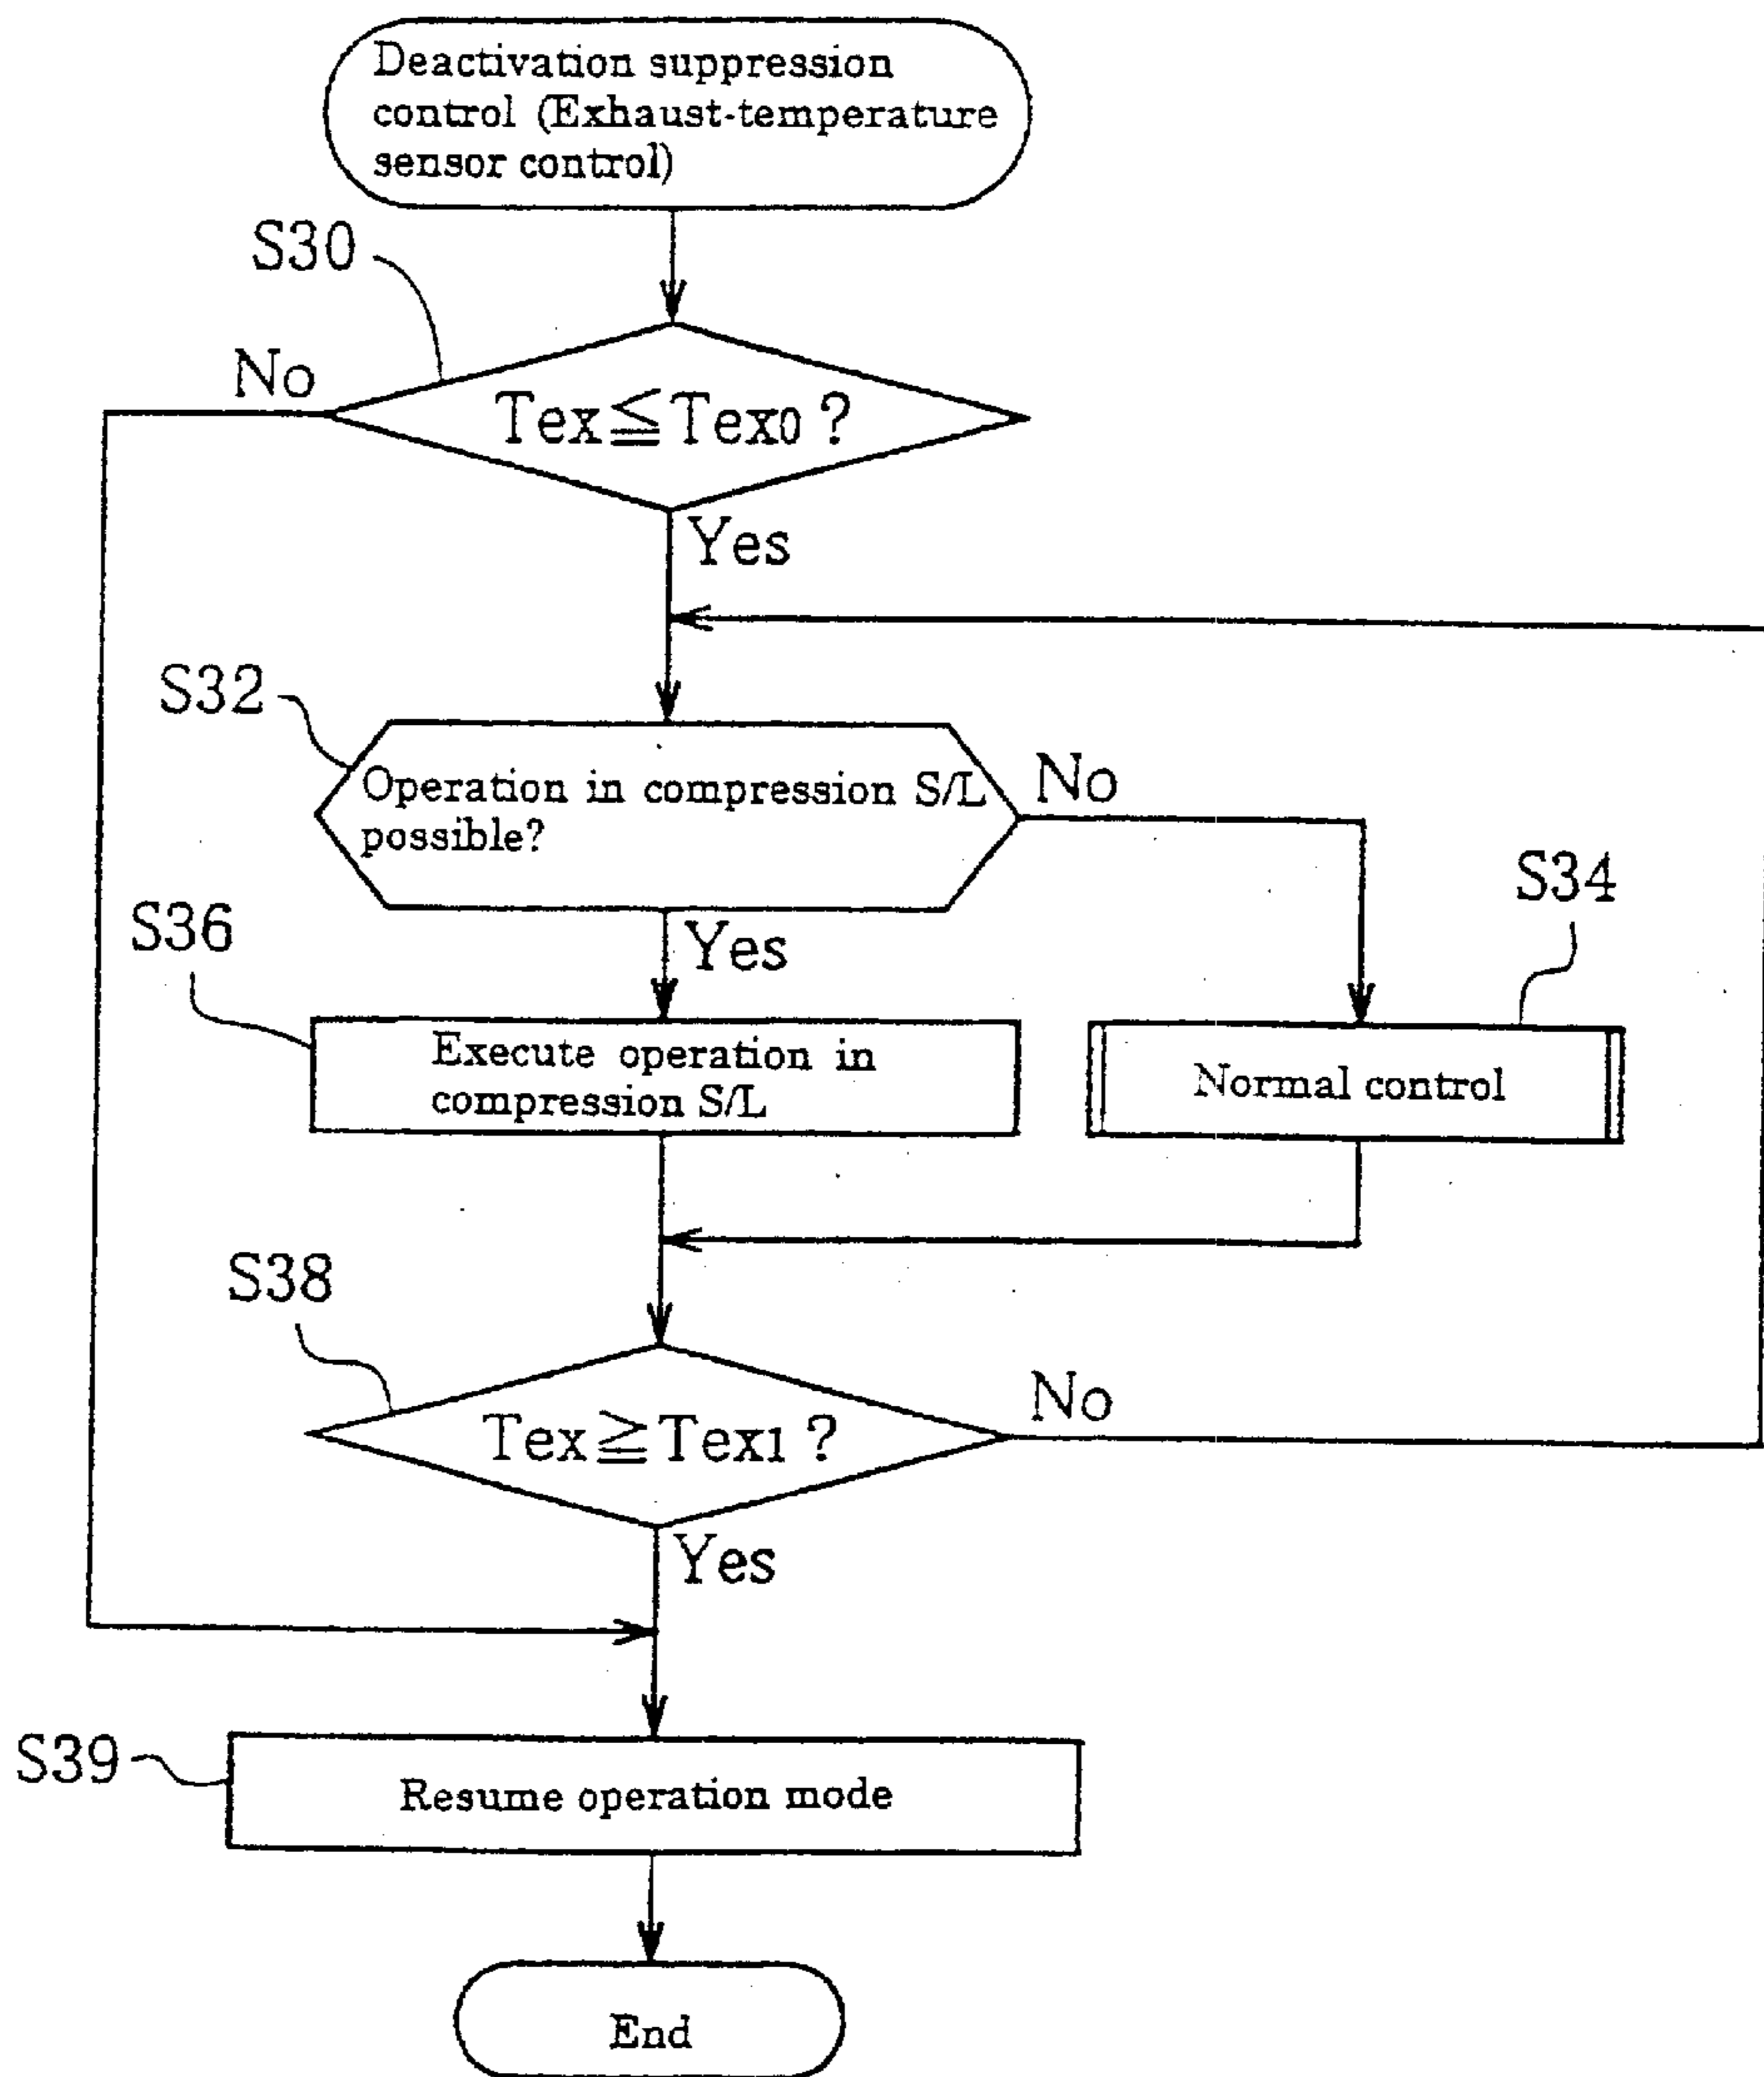 Deactivation suppression
control (Exhaust-temperature
sensor control)
S30
No
Tex≦Tex0 ?
Yes
S32
Operation in compression S/L
possible?
No
S34
S36
Yes
Execute operation in
compression S/L
Normal control
S38
Tex≧Tex1 ?
No
Yes
S39
Resume operation mode
End